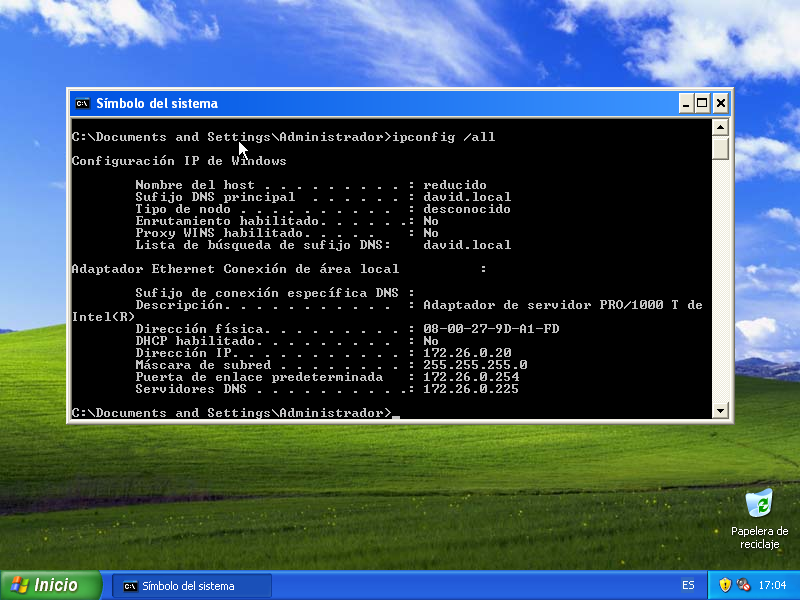 Símbolo del sistema
C:\Documents and Settings\Administrador>ipconfig /all
Configuración IP de Windows
Nombre del host . . . . . . . . . : reducido
Sufijo DNS principal . . . . . . : david.local
Tipo de nodo . . . . . . . . . . : desconocido
Enrutamiento habilitado. . . . . .: No
Proxy WINS habilitado. . . . . : No
Lista de búsqueda de sufijo DNS: david.local
Adaptador Ethernet Conexión de área local :
Sufijo de conexión específica DNS :
Descripción. . . . . . . . . . . : Adaptador de servidor PRO/1000 T de
Intel(R)
Dirección física. . . . . . . . . : 08-00-27-9D-A1-FD
DHCP habilitado. . . . . . . . . : No
Dirección IP. . . . . . . . . . . : 172.26.0.20
Máscara de subred . . . . . . . . : 255.255.255.0
Puerta de enlace predeterminada : 172.26.0.254
Servidores DNS . . . . . . . . . .: 172.26.0.225
C:\Documents and Settings\Administrador>_
Papelera de
reciclaje
Inicio
Símbolo del sistema
ES
17:04